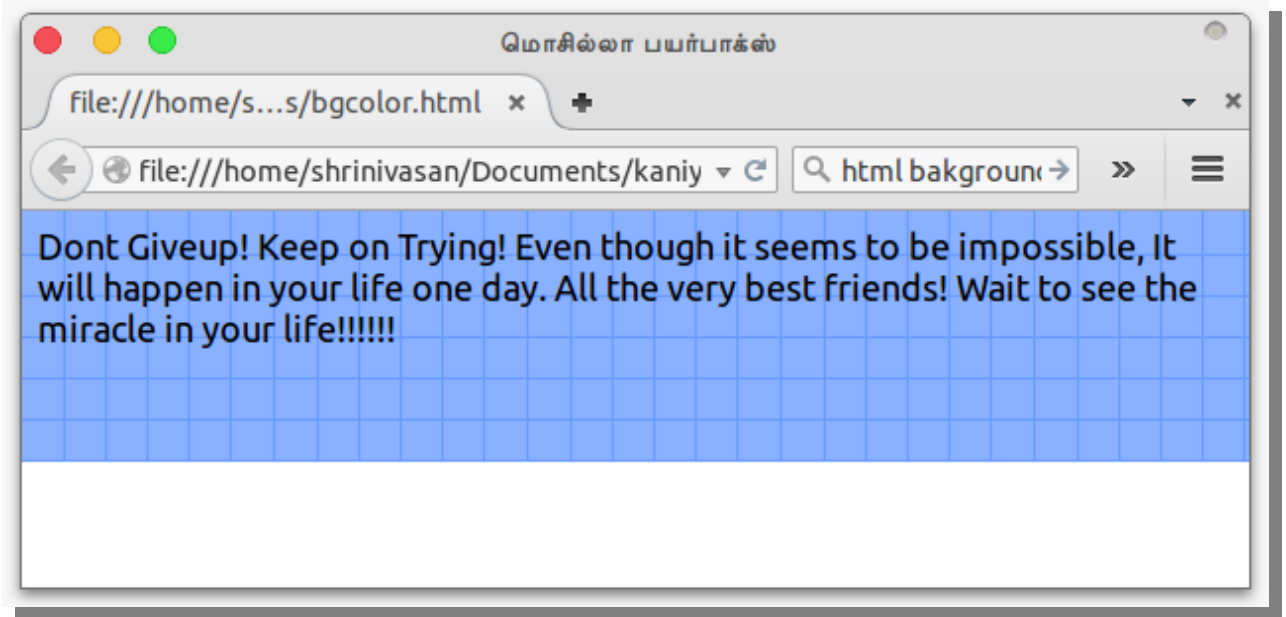 மொசில்லா பயர்பாக்ஸ்
file:///home/s...s/bgcolor.html
file:///home/shrinivasan/Documents/kaniy
html bakgroun
Dont Giveup! Keep on Trying! Even though it seems to be impossible, It
will happen in your life one day. All the very best friends! Wait to see the
miracle in your life!!!!!!